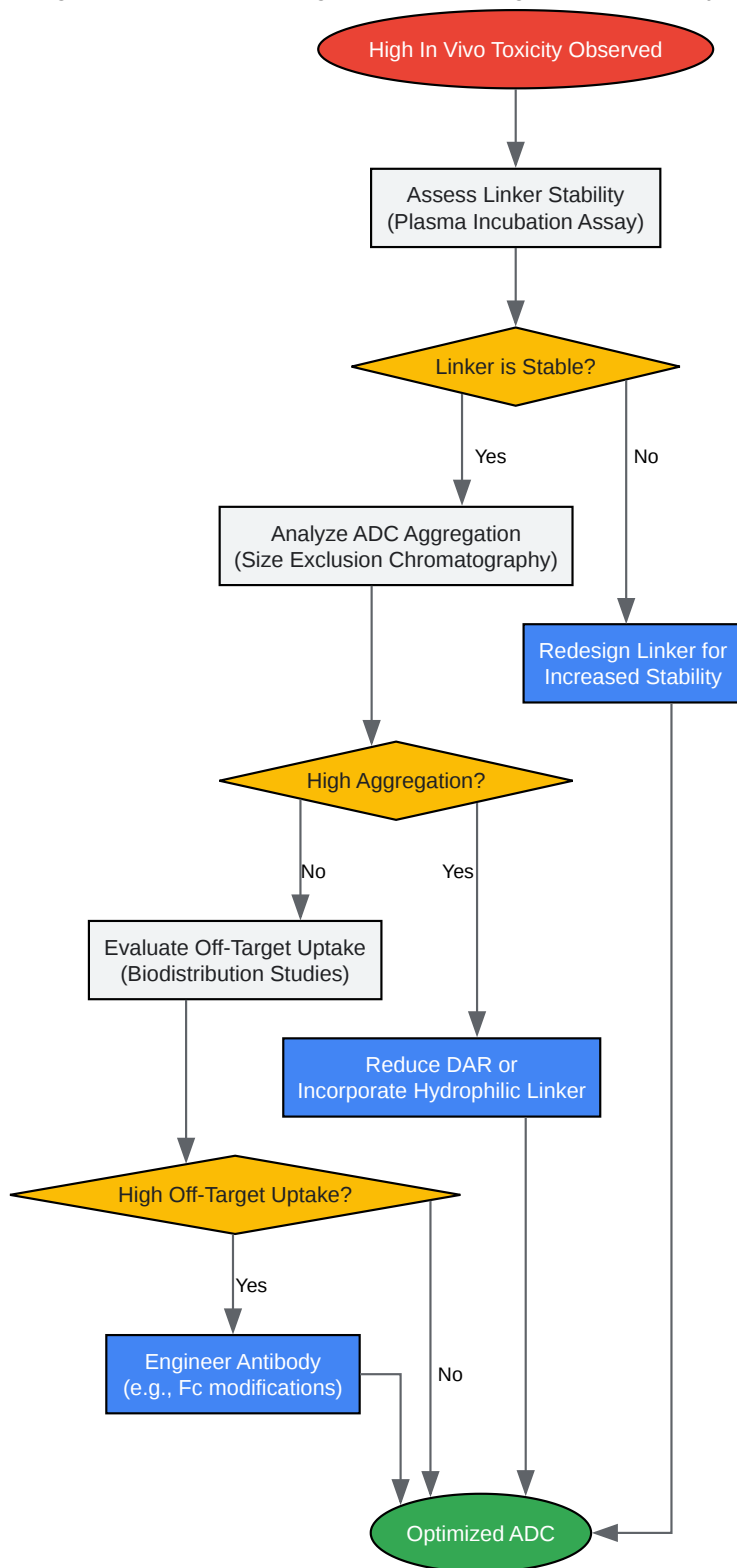 High In Vivo Toxicity Observed
Assess Linker Stability
(Plasma Incubation Assay)
Linker is Stable?
Yes
No
Analyze ADC Aggregation
(Size Exclusion Chromatography)
Redesign Linker for
Increased Stability
High Aggregation?
No
Yes
Evaluate Off-Target Uptake
(Biodistribution Studies)
Reduce DAR or
Incorporate Hydrophilic Linker
High Off-Target Uptake?
Yes
Engineer Antibody
(e.g., Fc modifications)
No
Optimized ADC